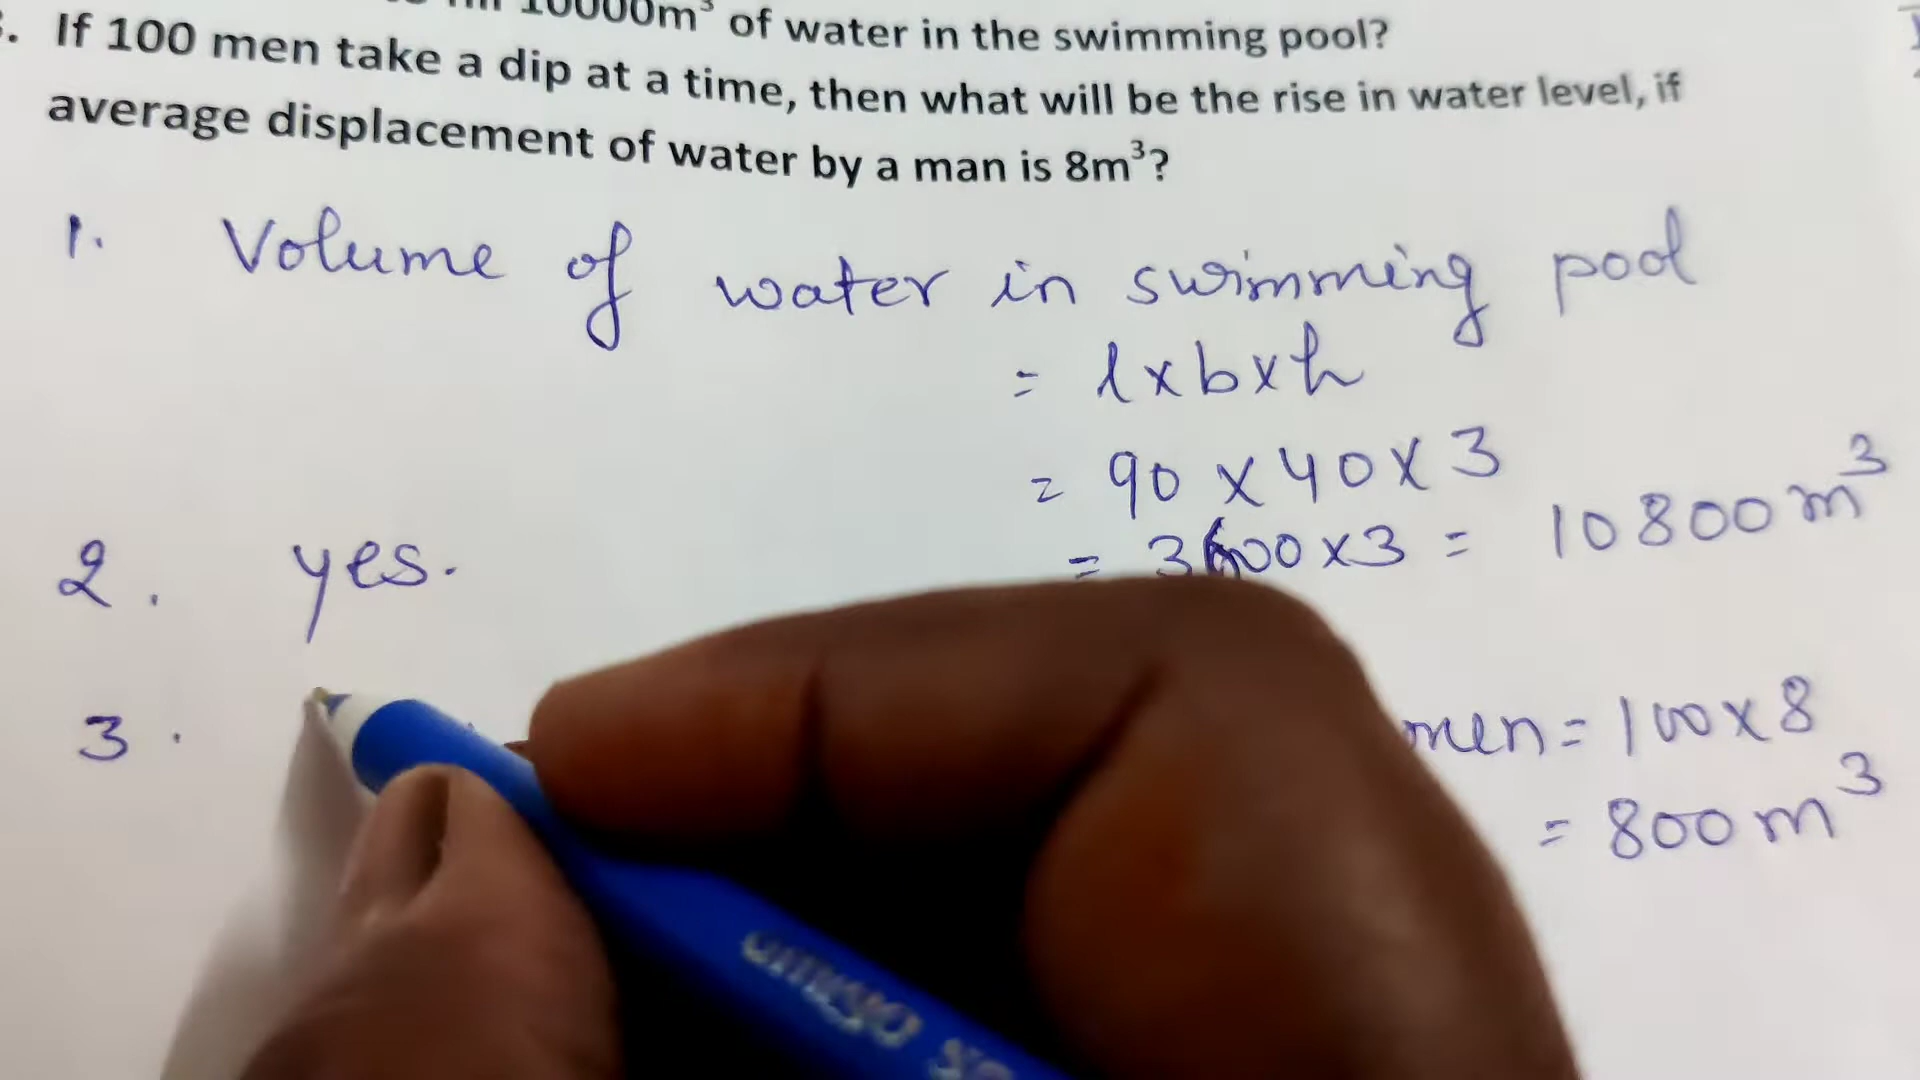 10000m³ of water in the swimming pool?
. If 100 men take a dip at a time, then what will be the rise in water level, if
average displacement of water by a man is 8m³?
1. Volume of water in swimming pool
= l x b x h
= 90 x 40 x 3
= 3600 x 3 = 10800 m³
2. yes.
3. men = 100 x 8
= 800 m³